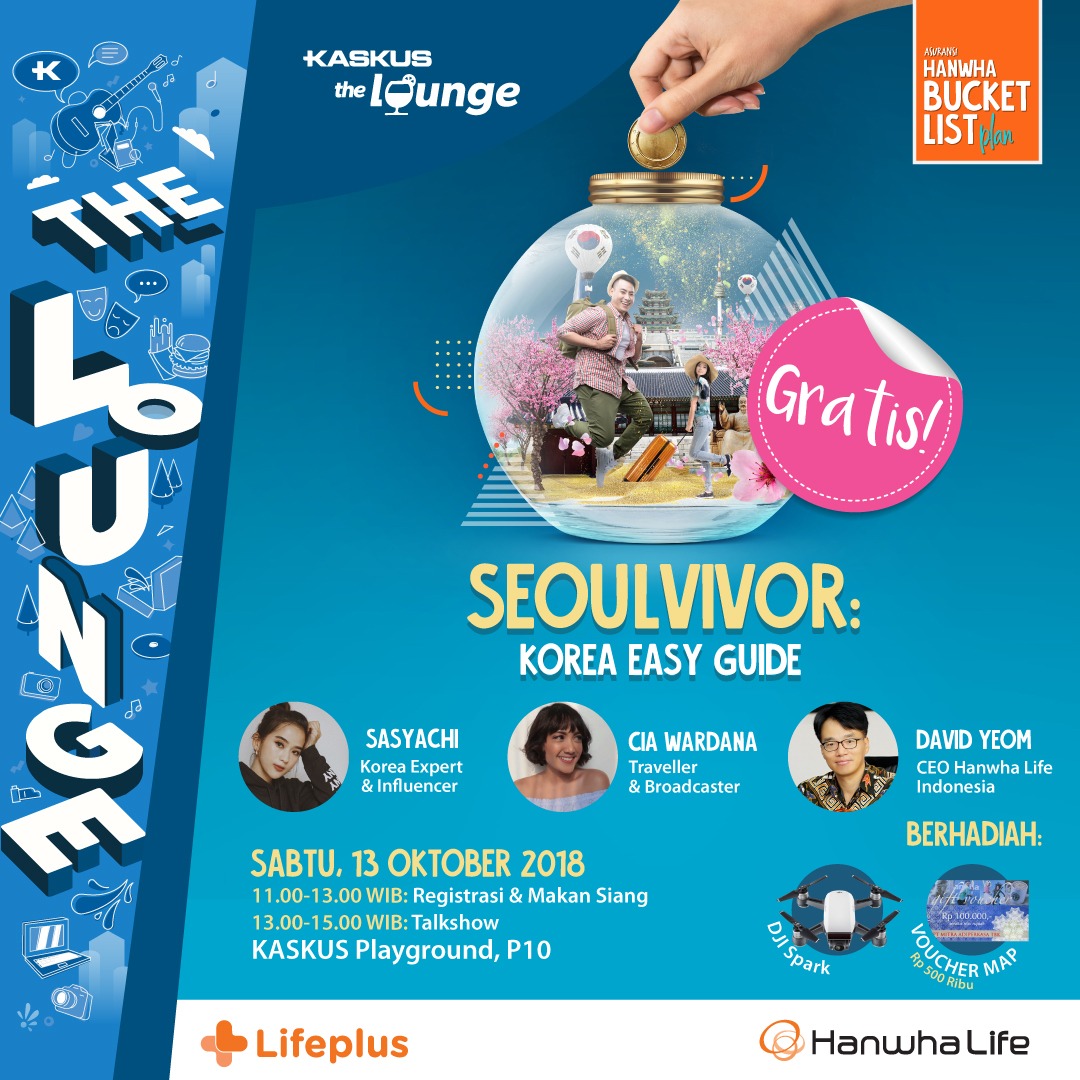 THE LOUNGE
KASKUS
the lounge
ASURANSI
HANWHA
BUCKET
LIST plan
Gratis!
SEOULVIVOR:
KOREA EASY GUIDE
SASYACHI
Korea Expert
& Influencer
CIA WARDANA
Traveller
& Broadcaster
DAVID YEOM
CEO Hanwha Life
Indonesia
BERHADIAH:
SABTU, 13 OKTOBER 2018
11.00-13.00 WIB: Registrasi & Makan Siang
13.00-15.00 WIB: Talkshow
KASKUS Playground, P10
DJI Spark
gift voucher
Rp 100.000,-
VOUCHER MAP
Rp 500 Ribu
Lifeplus
Hanwha Life